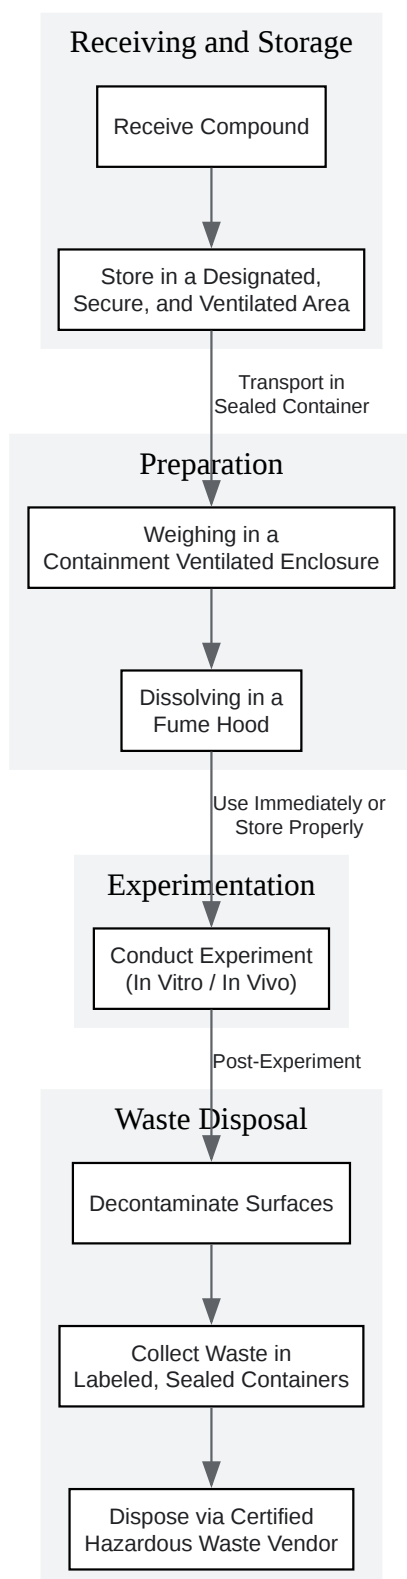 Receiving and Storage
Receive Compound
Store in a Designated,
Secure, and Ventilated Area
Transport in
Sealed Container
Preparation
Weighing in a
Containment Ventilated Enclosure
Dissolving in a
Fume Hood
Use Immediately or
Store Properly
Experimentation
Conduct Experiment
(In Vitro / In Vivo)
Post-Experiment
Waste Disposal
Decontaminate Surfaces
Collect Waste in
Labeled, Sealed Containers
Dispose via Certified
Hazardous Waste Vendor